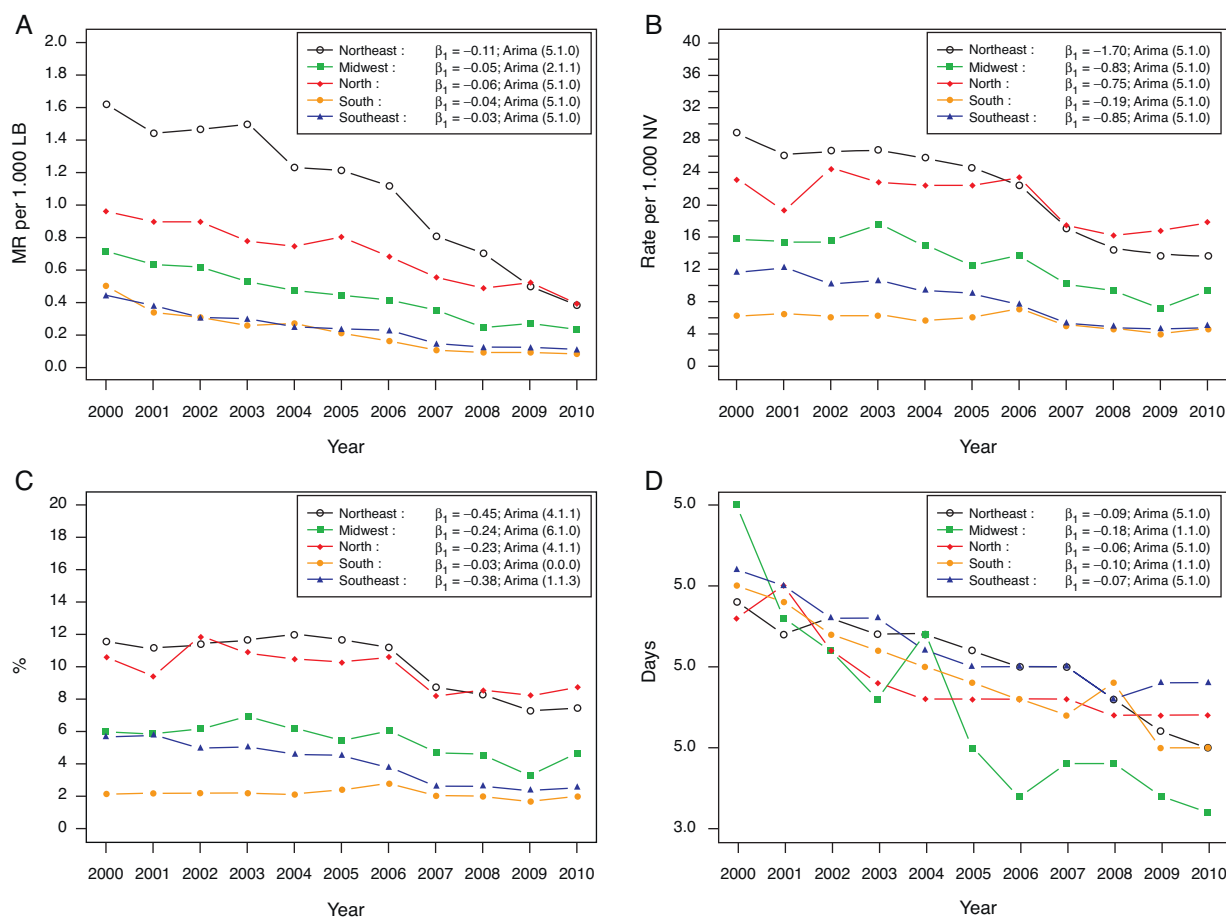 A
MR per 1.000 LB
2.0
1.8
1.6
1.4
1.2
1.0
0.8
0.6
0.4
0.2
0.0
Northeast : β1 = –0.11; Arima (5.1.0)
Midwest : β1 = –0.05; Arima (2.1.1)
North : β1 = –0.06; Arima (5.1.0)
South : β1 = –0.04; Arima (5.1.0)
Southeast : β1 = –0.03; Arima (5.1.0)
2000 2001 2002 2003 2004 2005 2006 2007 2008 2009 2010
Year
B
Rate per 1.000 NV
40
36
32
28
24
20
16
12
8
4
0
Northeast : β1 = –1.70; Arima (5.1.0)
Midwest : β1 = –0.83; Arima (5.1.0)
North : β1 = –0.75; Arima (5.1.0)
South : β1 = –0.19; Arima (5.1.0)
Southeast : β1 = –0.85; Arima (5.1.0)
2000 2001 2002 2003 2004 2005 2006 2007 2008 2009 2010
Year
C
%
20
18
16
14
12
10
8
6
4
2
0
Northeast : β1 = –0.45; Arima (4.1.1)
Midwest : β1 = –0.24; Arima (6.1.0)
North : β1 = –0.23; Arima (4.1.1)
South : β1 = –0.03; Arima (0.0.0)
Southeast : β1 = –0.38; Arima (1.1.3)
2000 2001 2002 2003 2004 2005 2006 2007 2008 2009 2010
Year
D
Days
5.0
5.0
5.0
5.0
3.0
Northeast : β1 = –0.09; Arima (5.1.0)
Midwest : β1 = –0.18; Arima (1.1.0)
North : β1 = –0.06; Arima (5.1.0)
South : β1 = –0.10; Arima (1.1.0)
Southeast : β1 = –0.07; Arima (5.1.0)
2000 2001 2002 2003 2004 2005 2006 2007 2008 2009 2010
Year